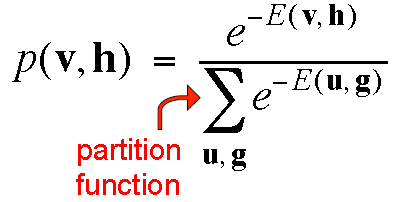 p(v,h) = e^{-E(v,h)} / ∑_{u,g} e^{-E(u,g)}
partition
function